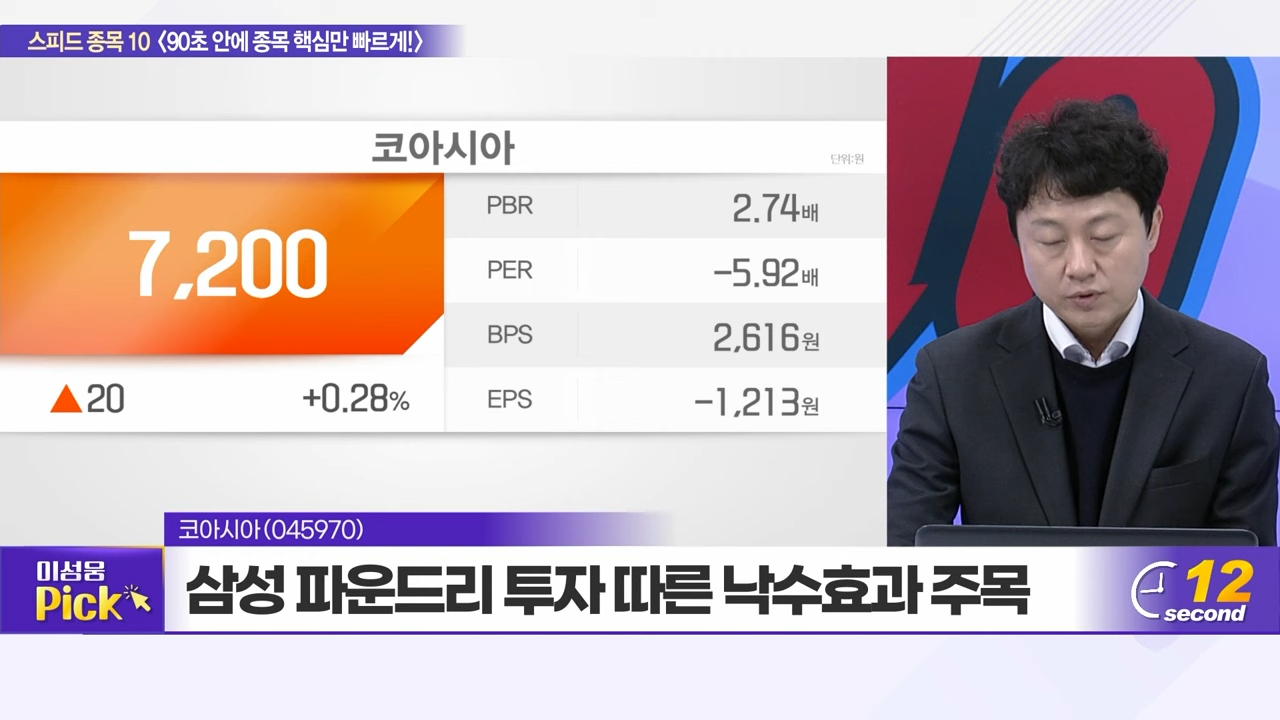 스피드 종목 10 〈90초 안에 종목 핵심만 빠르게!〉
코아시아
단위:원
7,200
▲20 +0.28%
PBR 2.74배
PER -5.92배
BPS 2,616원
EPS -1,213원
코아시아(045970)
이섬뭉
Pick
삼성 파운드리 투자 따른 낙수효과 주목
12
second